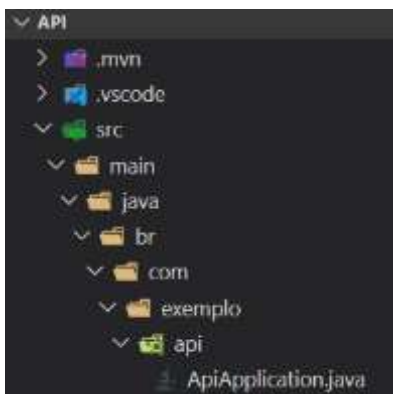 API
.mvn
.vscode
src
main
java
br
com
exemplo
api
ApiApplication.java